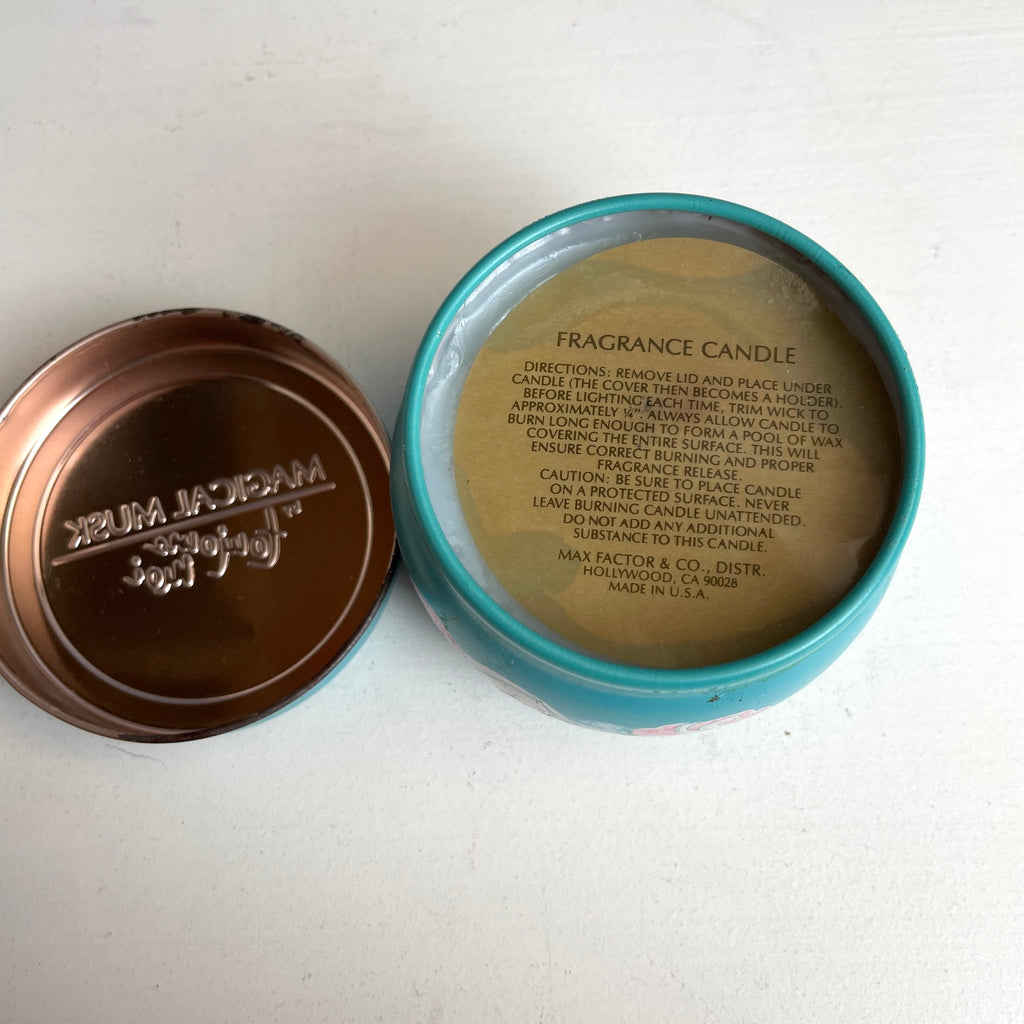 MAGICAL MUSK
by
Toujours Moi
FRAGRANCE CANDLE
DIRECTIONS: REMOVE LID AND PLACE UNDER
CANDLE (THE COVER THEN BECOMES A HOLDER).
BEFORE LIGHTING EACH TIME, TRIM WICK TO
APPROXIMATELY ¼". ALWAYS ALLOW CANDLE TO
BURN LONG ENOUGH TO FORM A POOL OF WAX
COVERING THE ENTIRE SURFACE. THIS WILL
ENSURE CORRECT BURNING AND PROPER
FRAGRANCE RELEASE.
CAUTION: BE SURE TO PLACE CANDLE
ON A PROTECTED SURFACE. NEVER
LEAVE BURNING CANDLE UNATTENDED.
DO NOT ADD ANY ADDITIONAL
SUBSTANCE TO THIS CANDLE.
MAX FACTOR & CO., DISTR.
HOLLYWOOD, CA 90028
MADE IN U.S.A.